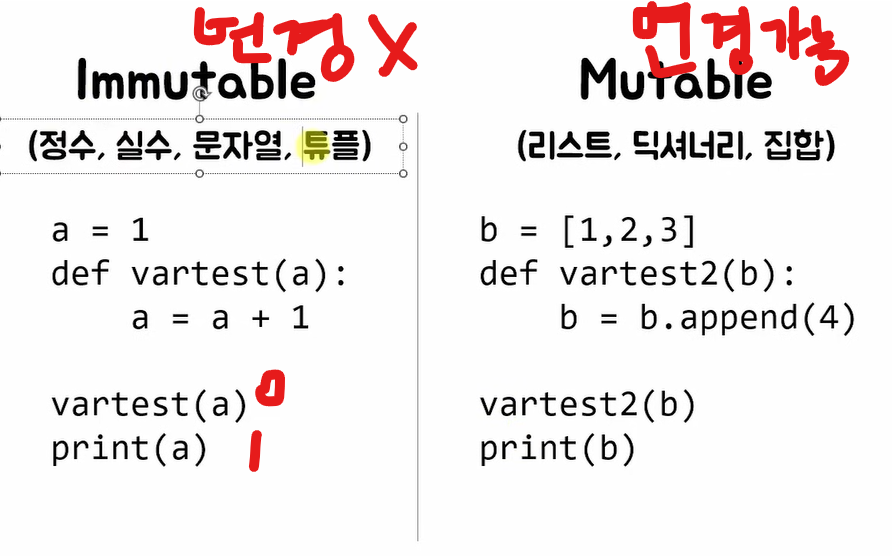 변경 X
Immutable
(정수, 실수, 문자열, 튜플)
a = 1
def vartest(a):
    a = a + 1
vartest(a)
print(a) 1
변경가능
Mutable
(리스트, 딕셔너리, 집합)
b = [1,2,3]
def vartest2(b):
    b = b.append(4)
vartest2(b)
print(b)